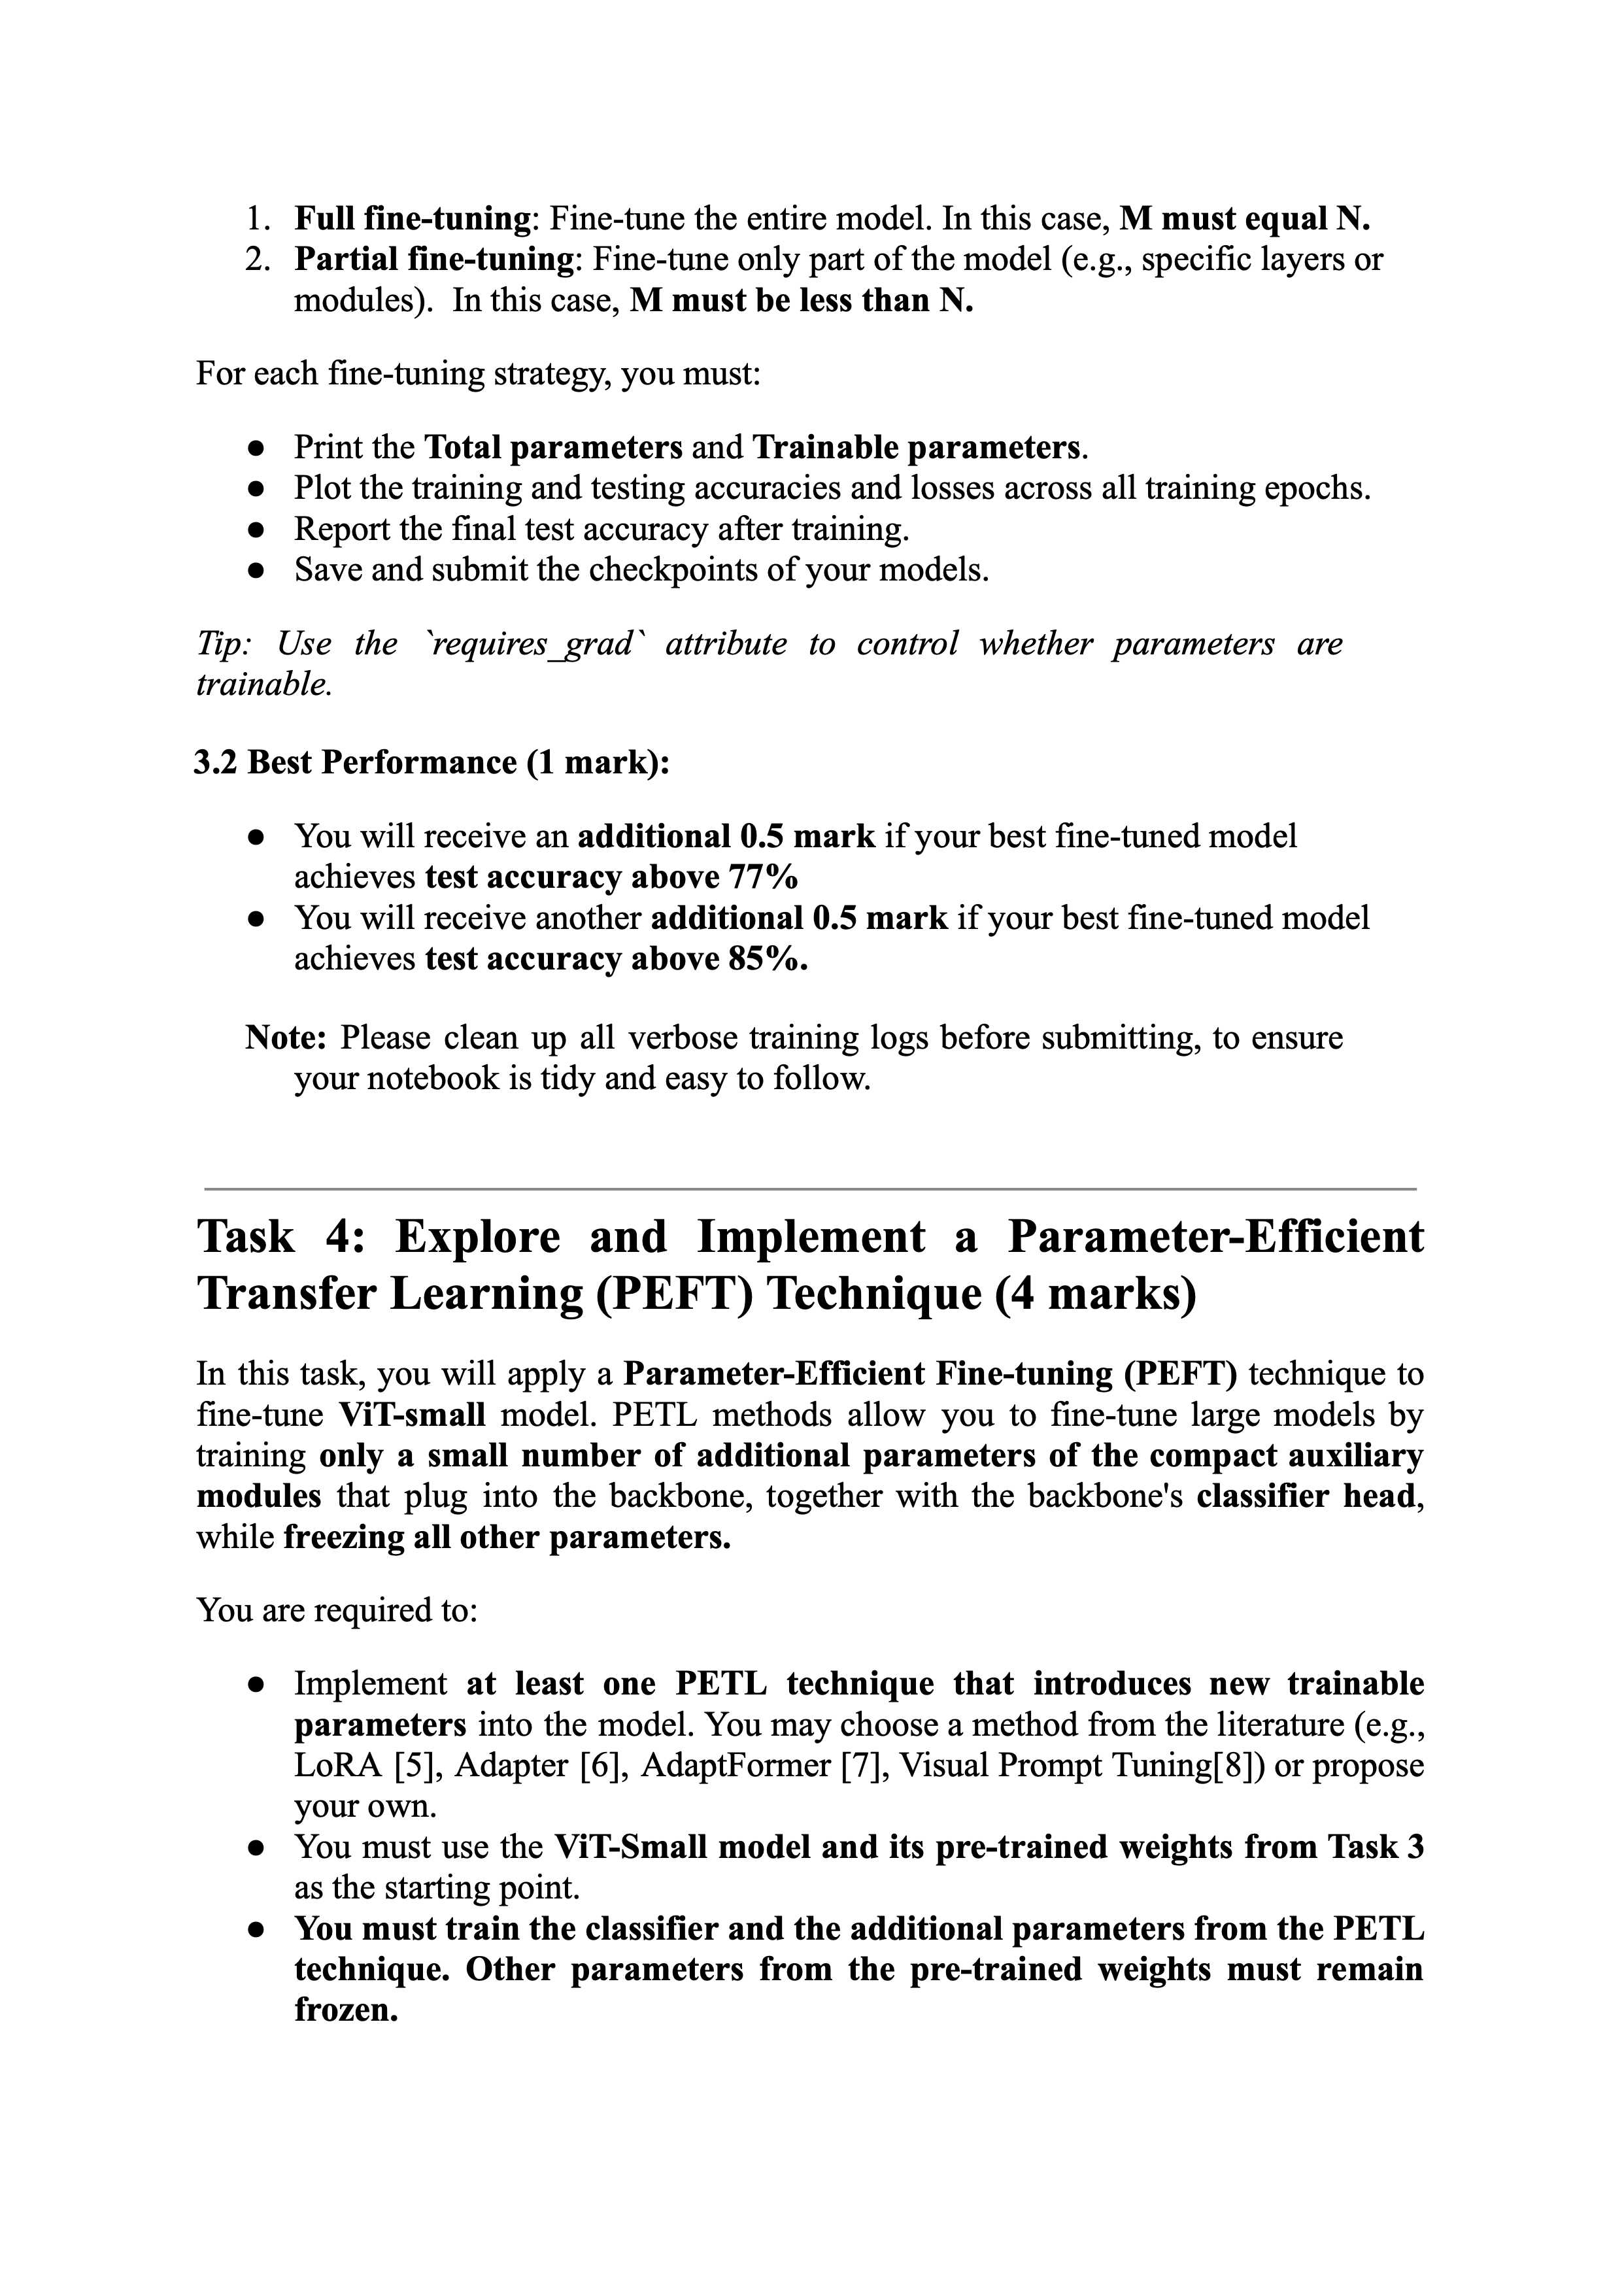 1. Full fine-tuning: Fine-tune the entire model. In this case, M must equal N.
2. Partial fine-tuning: Fine-tune only part of the model (e.g., specific layers or
modules).  In this case, M must be less than N.
For each fine-tuning strategy, you must:
● Print the Total parameters and Trainable parameters.
● Plot the training and testing accuracies and losses across all training epochs.
● Report the final test accuracy after training.
● Save and submit the checkpoints of your models.
Tip: Use the `requires_grad` attribute to control whether parameters are
trainable.
3.2 Best Performance (1 mark):
● You will receive an additional 0.5 mark if your best fine-tuned model
achieves test accuracy above 77%
● You will receive another additional 0.5 mark if your best fine-tuned model
achieves test accuracy above 85%.
Note: Please clean up all verbose training logs before submitting, to ensure
your notebook is tidy and easy to follow.
Task 4: Explore and Implement a Parameter-Efficient
Transfer Learning (PEFT) Technique (4 marks)
In this task, you will apply a Parameter-Efficient Fine-tuning (PEFT) technique to
fine-tune ViT-small model. PETL methods allow you to fine-tune large models by
training only a small number of additional parameters of the compact auxiliary
modules that plug into the backbone, together with the backbone's classifier head,
while freezing all other parameters.
You are required to:
● Implement at least one PETL technique that introduces new trainable
parameters into the model. You may choose a method from the literature (e.g.,
LoRA [5], Adapter [6], AdaptFormer [7], Visual Prompt Tuning[8]) or propose
your own.
● You must use the ViT-Small model and its pre-trained weights from Task 3
as the starting point.
● You must train the classifier and the additional parameters from the PETL
technique. Other parameters from the pre-trained weights must remain
frozen.